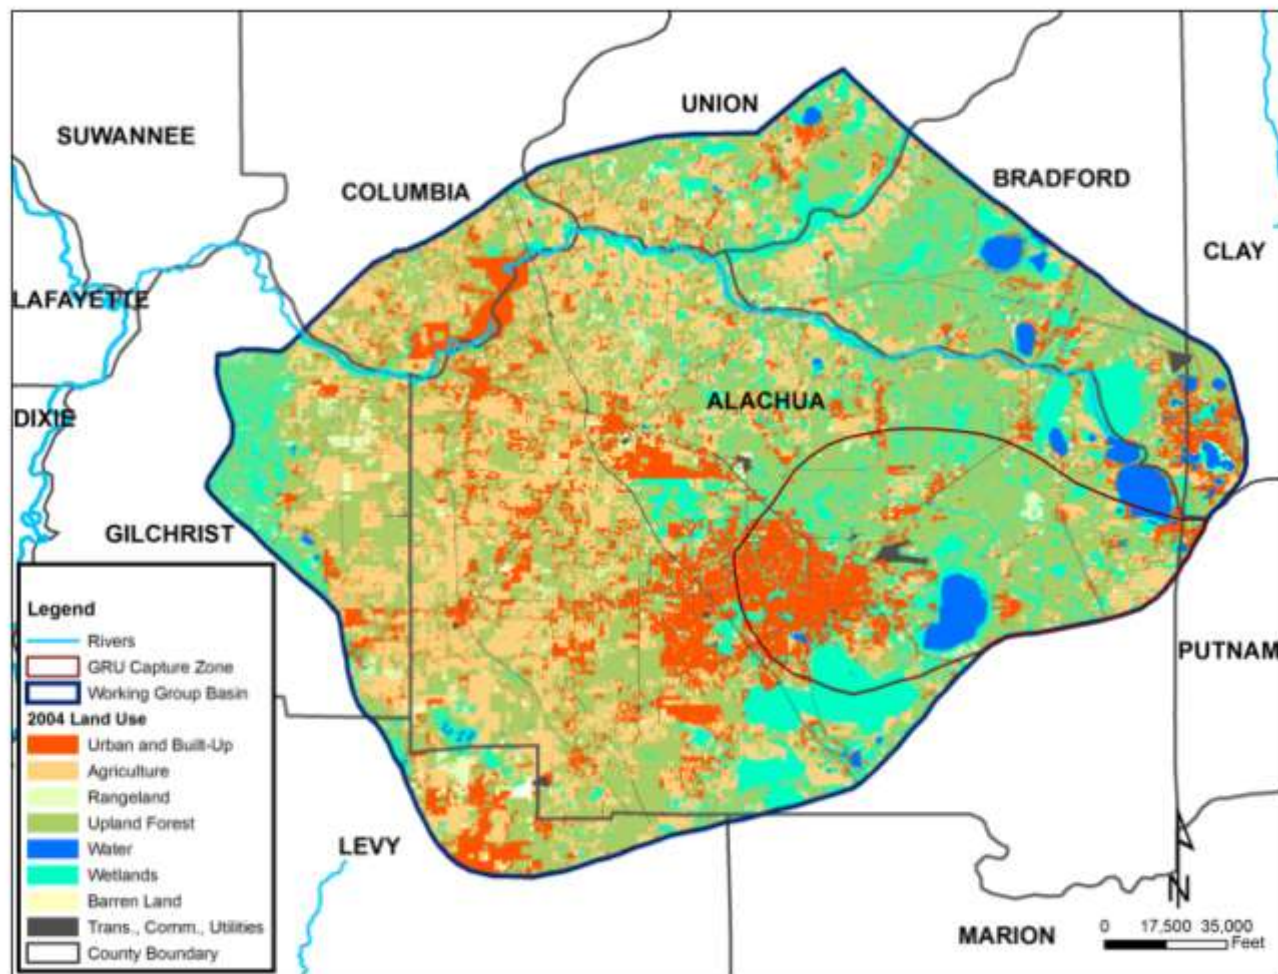 UNION
SUWANNEE
BRADFORD
COLUMBIA
CLAY
LAFAYETTE
ALACHUA
DIXIE
GILCHRIST
PUTNAM
LEVY
MARION
Legend
Rivers
GRU Capture Zone
Working Group Basin
2004 Land Use
Urban and Built-Up
Agriculture
Rangeland
Upland Forest
Water
Wetlands
Barren Land
Trans., Comm., Utilities
County Boundary
N
0 17,500 35,000
Feet